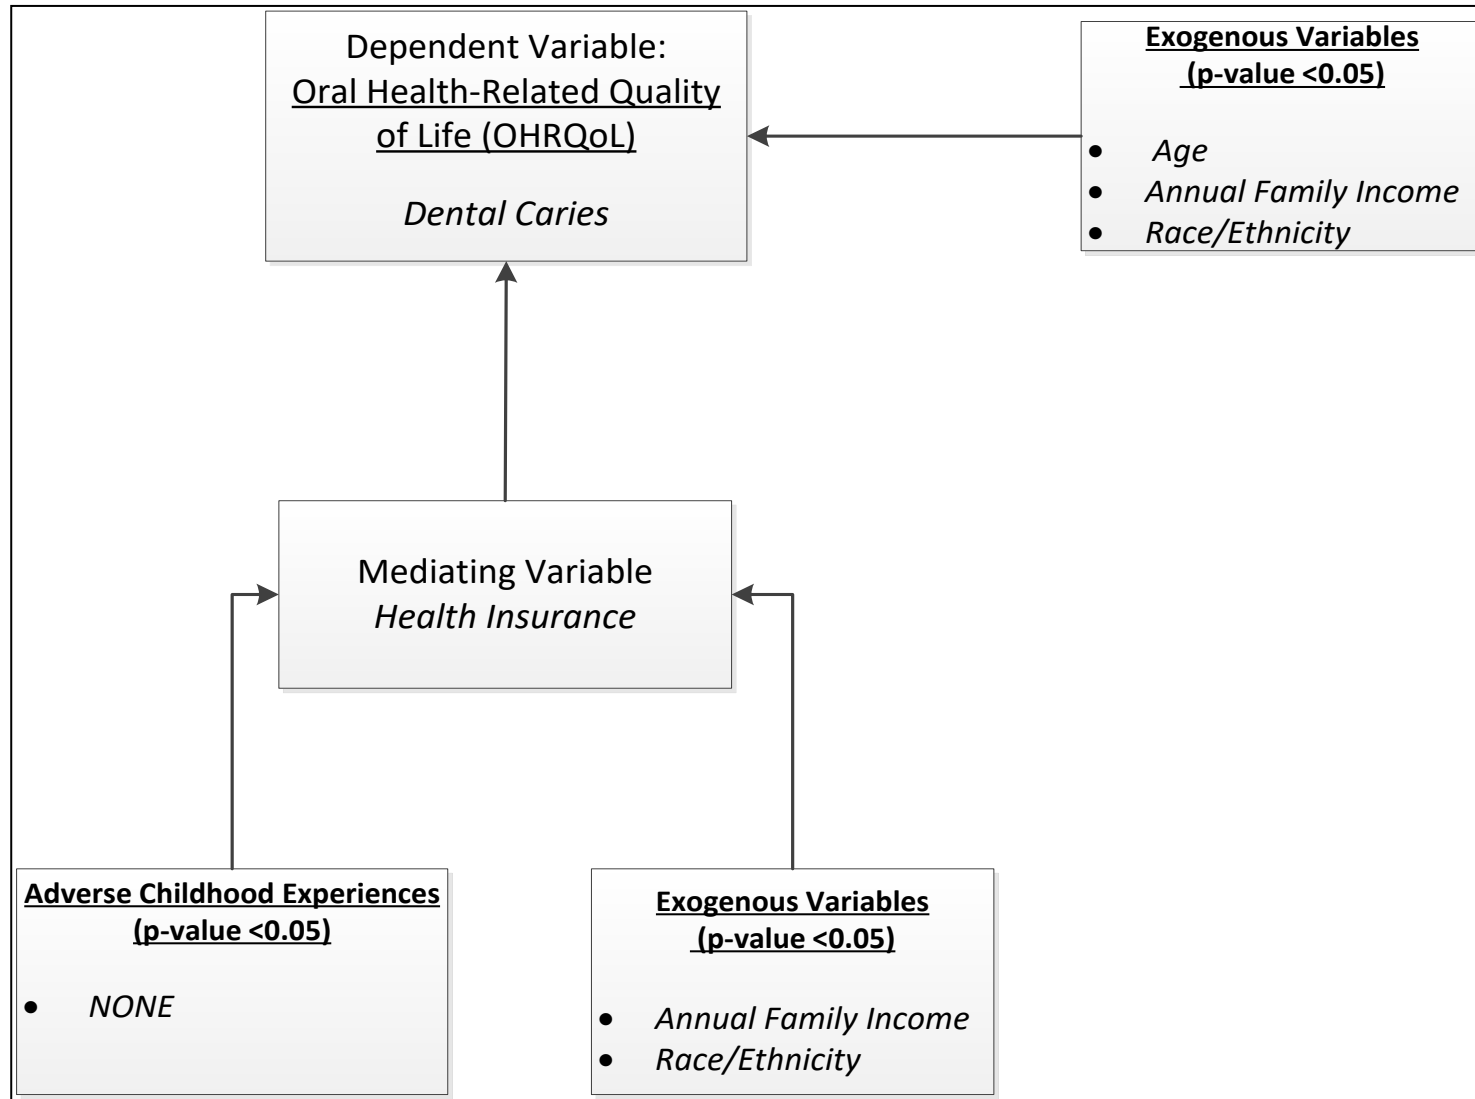 Dependent Variable:
Oral Health-Related Quality
of Life (OHRQoL)
Dental Caries
Exogenous Variables
(p-value <0.05)
• Age
• Annual Family Income
• Race/Ethnicity
Mediating Variable
Health Insurance
Adverse Childhood Experiences
(p-value <0.05)
• NONE
Exogenous Variables
(p-value <0.05)
• Annual Family Income
• Race/Ethnicity